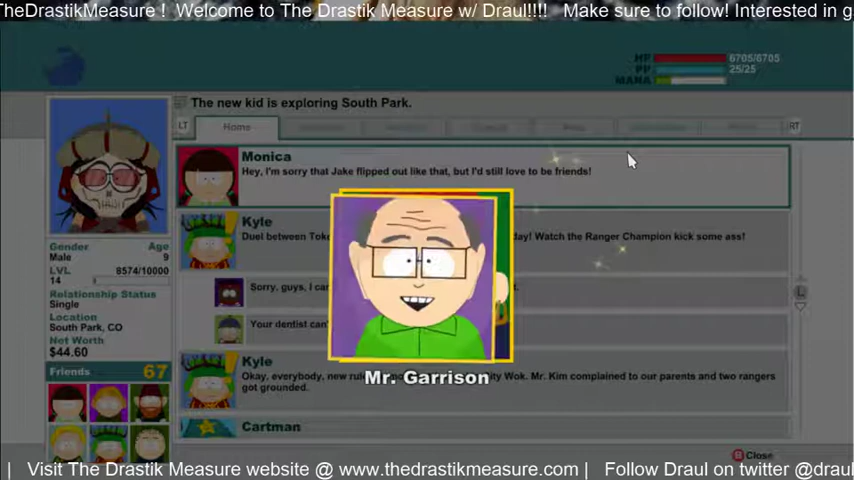 TheDrastikMeasure ! Welcome to The Drastik Measure w/ Draul!!!! Make sure to follow! Interested in g
HP 6705/6705
PP 25/25
MANA
The new kid is exploring South Park.
LT Home RT
Monica
Hey, I'm sorry that Jake flipped out like that, but I'd still love to be friends!
Kyle
Duel between Toke day! Watch the Ranger Champion kick some ass!
Gender Age
Male 9
LVL 8574/10000
14
Sorry, guys, I can
Relationship Status
Single
Location
South Park, CO
Your dentist can'
Net Worth
$44.60
Kyle
Friends 67
Mr. Garrison
Okay, everybody, new ity Wok. Mr. Kim complained to our parents and two rangers
got grounded.
Cartman
L
B Close
| Visit The Drastik Measure website @ www.thedrastikmeasure.com | Follow Draul on twitter @draul